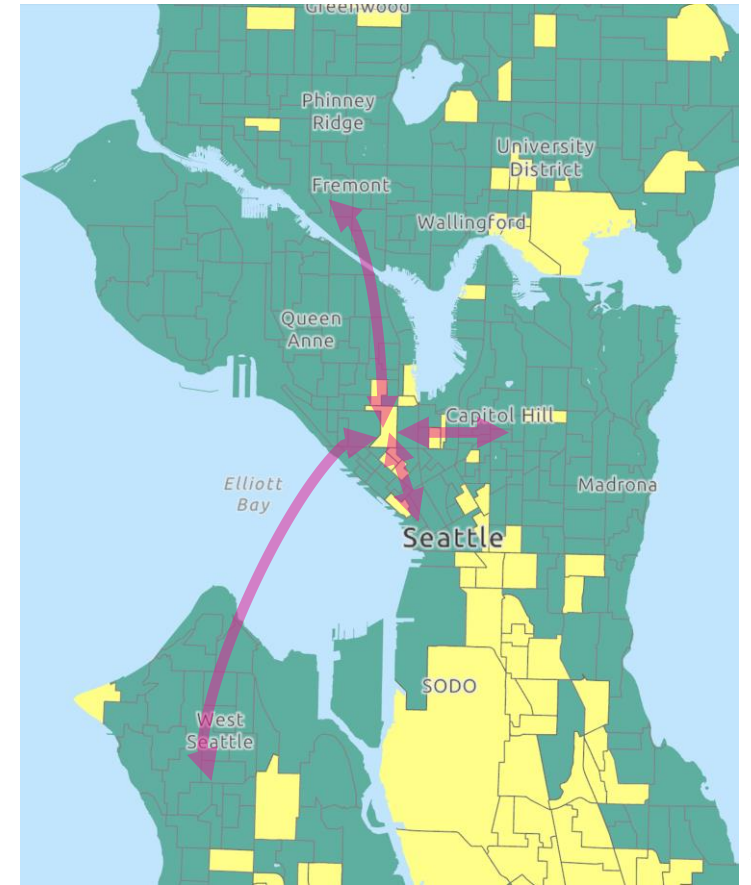 Greenwood
Phinney
Ridge
University
District
Fremont
Wallingford
Queen
Anne
Capitol Hill
Elliott
Bay
Madrona
Seattle
SODO
West
Seattle